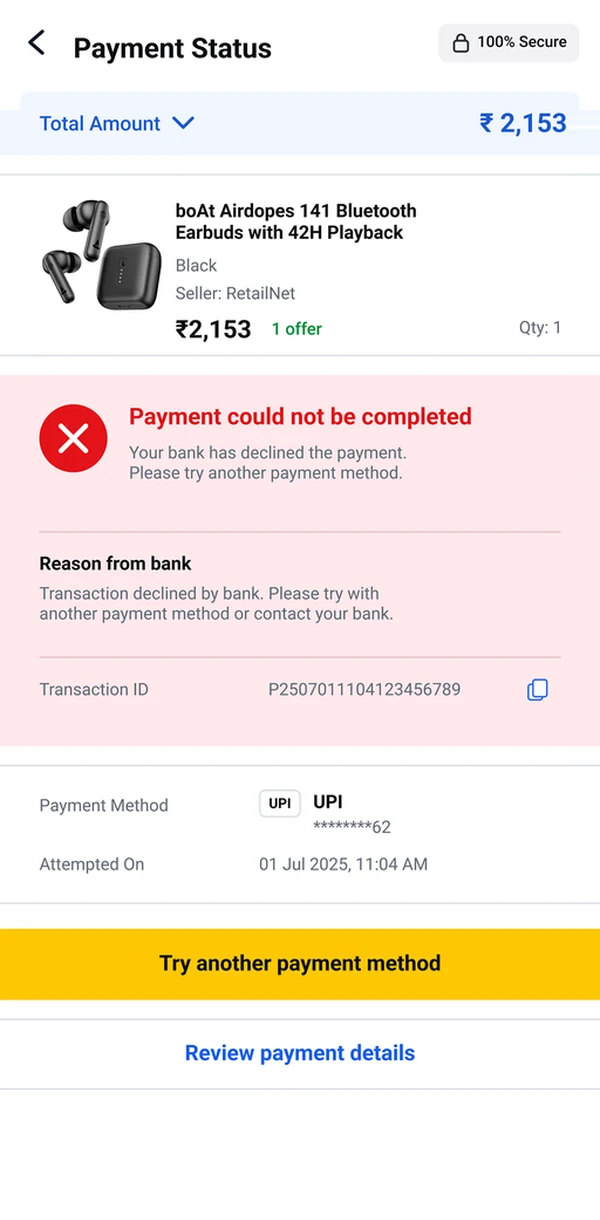 Payment Status
100% Secure
Total Amount
₹ 2,153
boAt Airdopes 141 Bluetooth
Earbuds with 42H Playback
Black
Seller: RetailNet
₹2,153 1 offer Qty: 1
Payment could not be completed
Your bank has declined the payment.
Please try another payment method.
Reason from bank
Transaction declined by bank. Please try with
another payment method or contact your bank.
Transaction ID P2507011104123456789
Payment Method UPI UPI
********62
Attempted On 01 Jul 2025, 11:04 AM
Try another payment method
Review payment details